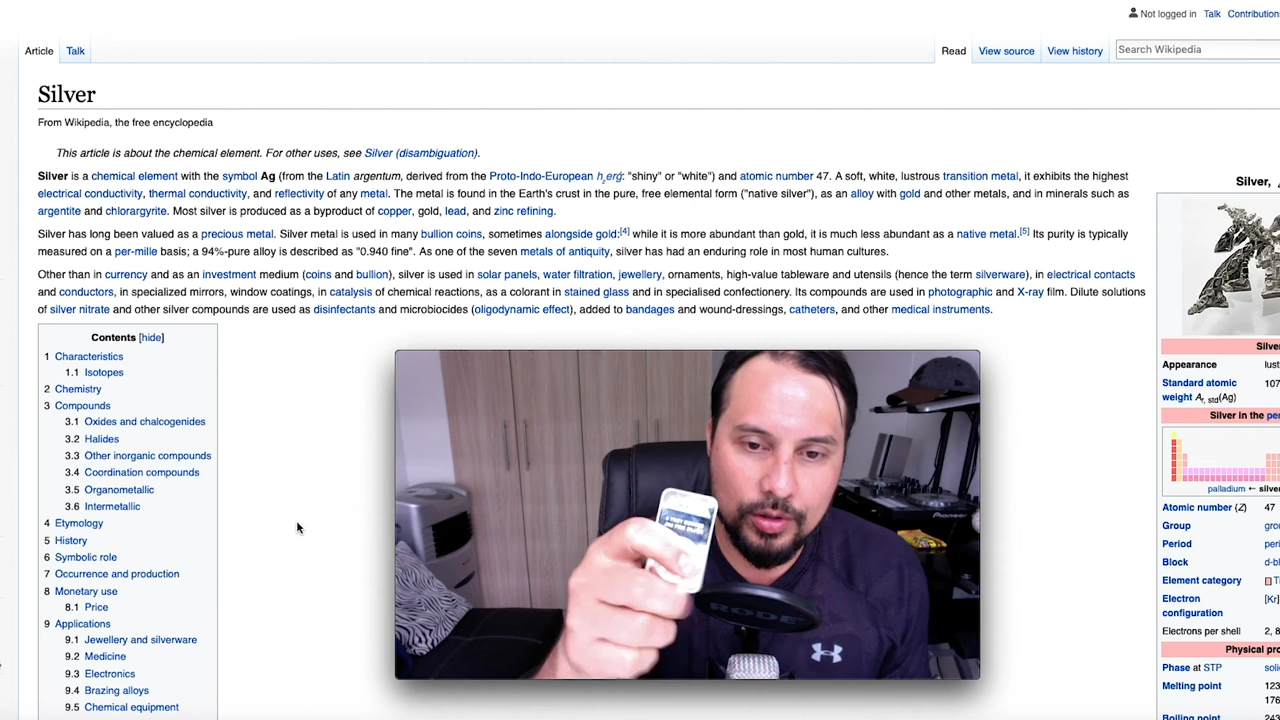 Not logged in Talk Contributions
Article Talk Read View source View history Search Wikipedia
Silver
From Wikipedia, the free encyclopedia
This article is about the chemical element. For other uses, see Silver (disambiguation).
Silver is a chemical element with the symbol Ag (from the Latin argentum, derived from the Proto-Indo-European h₂erǵ: "shiny" or "white") and atomic number 47. A soft, white, lustrous transition metal, it exhibits the highest
electrical conductivity, thermal conductivity, and reflectivity of any metal. The metal is found in the Earth's crust in the pure, free elemental form ("native silver"), as an alloy with gold and other metals, and in minerals such as
argentite and chlorargyrite. Most silver is produced as a byproduct of copper, gold, lead, and zinc refining.
Silver has long been valued as a precious metal. Silver metal is used in many bullion coins, sometimes alongside gold:[4] while it is more abundant than gold, it is much less abundant as a native metal.[5] Its purity is typically
measured on a per-mille basis; a 94%-pure alloy is described as "0.940 fine". As one of the seven metals of antiquity, silver has had an enduring role in most human cultures.
Other than in currency and as an investment medium (coins and bullion), silver is used in solar panels, water filtration, jewellery, ornaments, high-value tableware and utensils (hence the term silverware), in electrical contacts
and conductors, in specialized mirrors, window coatings, in catalysis of chemical reactions, as a colorant in stained glass and in specialised confectionery. Its compounds are used in photographic and X-ray film. Dilute solutions
of silver nitrate and other silver compounds are used as disinfectants and microbiocides (oligodynamic effect), added to bandages and wound-dressings, catheters, and other medical instruments.
Contents [hide]
1 Characteristics
1.1 Isotopes
2 Chemistry
3 Compounds
3.1 Oxides and chalcogenides
3.2 Halides
3.3 Other inorganic compounds
3.4 Coordination compounds
3.5 Organometallic
3.6 Intermetallic
4 Etymology
5 History
6 Symbolic role
7 Occurrence and production
8 Monetary use
8.1 Price
9 Applications
9.1 Jewellery and silverware
9.2 Medicine
9.3 Electronics
9.4 Brazing alloys
9.5 Chemical equipment
RODE
Pioneer
Silver,
Silver
Appearance lust
Standard atomic
weight Ar, std(Ag) 107
Silver in the per
palladium ← silver
Atomic number (Z) 47
Group grou
Period peri
Block d-bl
Element category
Electron
configuration [Kr]
Electrons per shell 2, 8
Physical pro
Phase at STP solid
Melting point 123
176
Boiling point 243